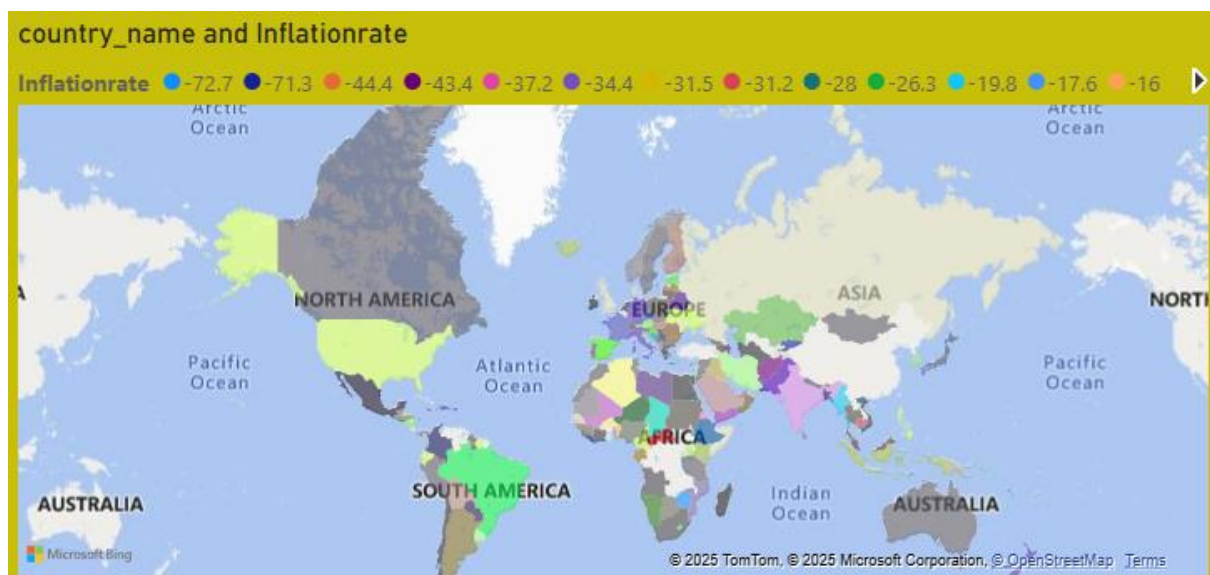 country_name and Inflationrate
Inflationrate -72.7 -71.3 -44.4 -43.4 -37.2 -34.4 -31.5 -31.2 -28 -26.3 -19.8 -17.6 -16
Arctic
Ocean
Arctic
Ocean
NORTH AMERICA
EUROPE
ASIA
NORTH
Pacific
Ocean
Atlantic
Ocean
Pacific
Ocean
AFRICA
AUSTRALIA
SOUTH AMERICA
Indian
Ocean
AUSTRALIA
Microsoft Bing
© 2025 TomTom, © 2025 Microsoft Corporation, © OpenStreetMap Terms